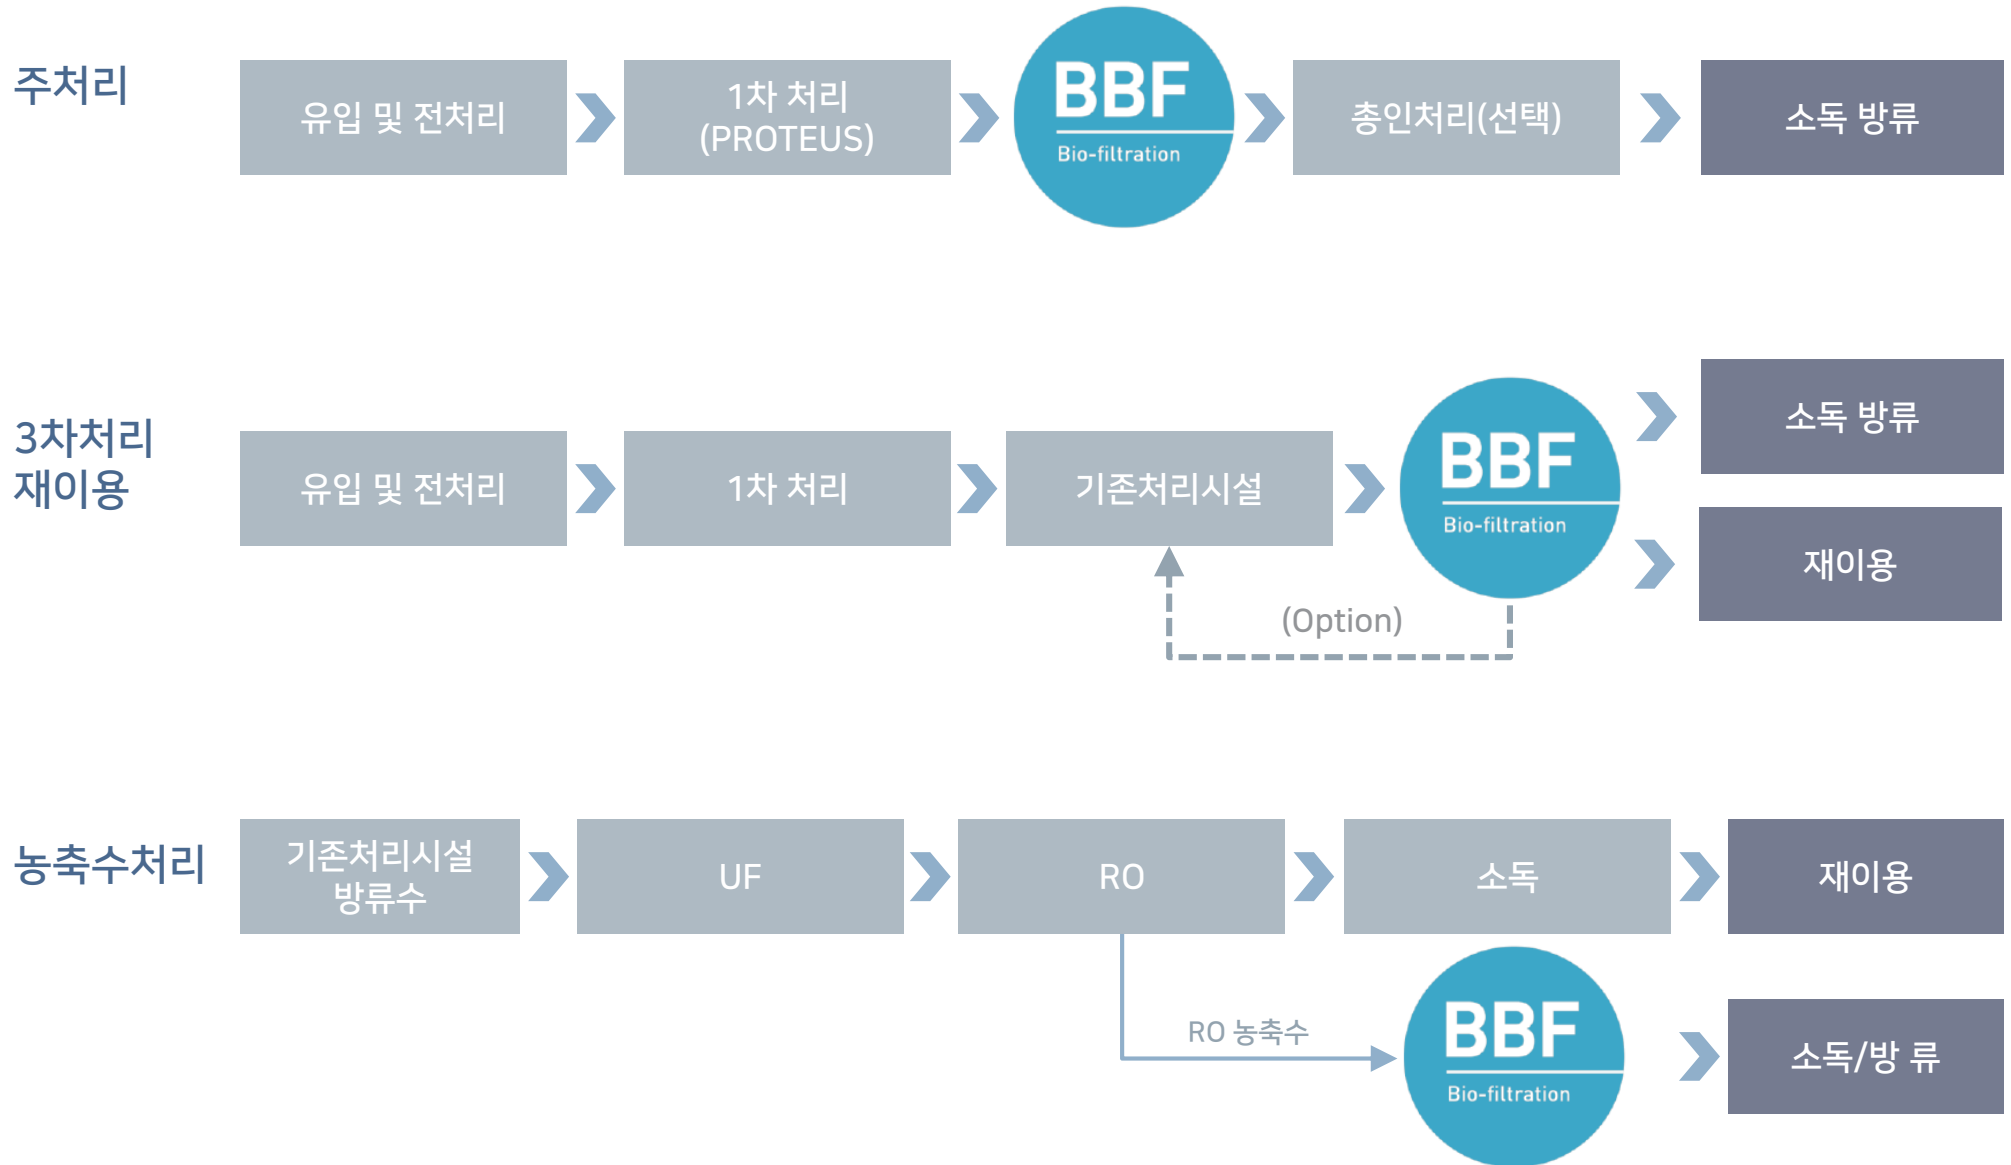 주처리
유입 및 전처리
1차 처리
(PROTEUS)
BBF
Bio-filtration
총인처리(선택)
소독 방류
3차처리
재이용
유입 및 전처리
1차 처리
기존처리시설
BBF
Bio-filtration
소독 방류
재이용
(Option)
농축수처리
기존처리시설
방류수
UF
RO
소독
재이용
RO 농축수
BBF
Bio-filtration
소독/방 류